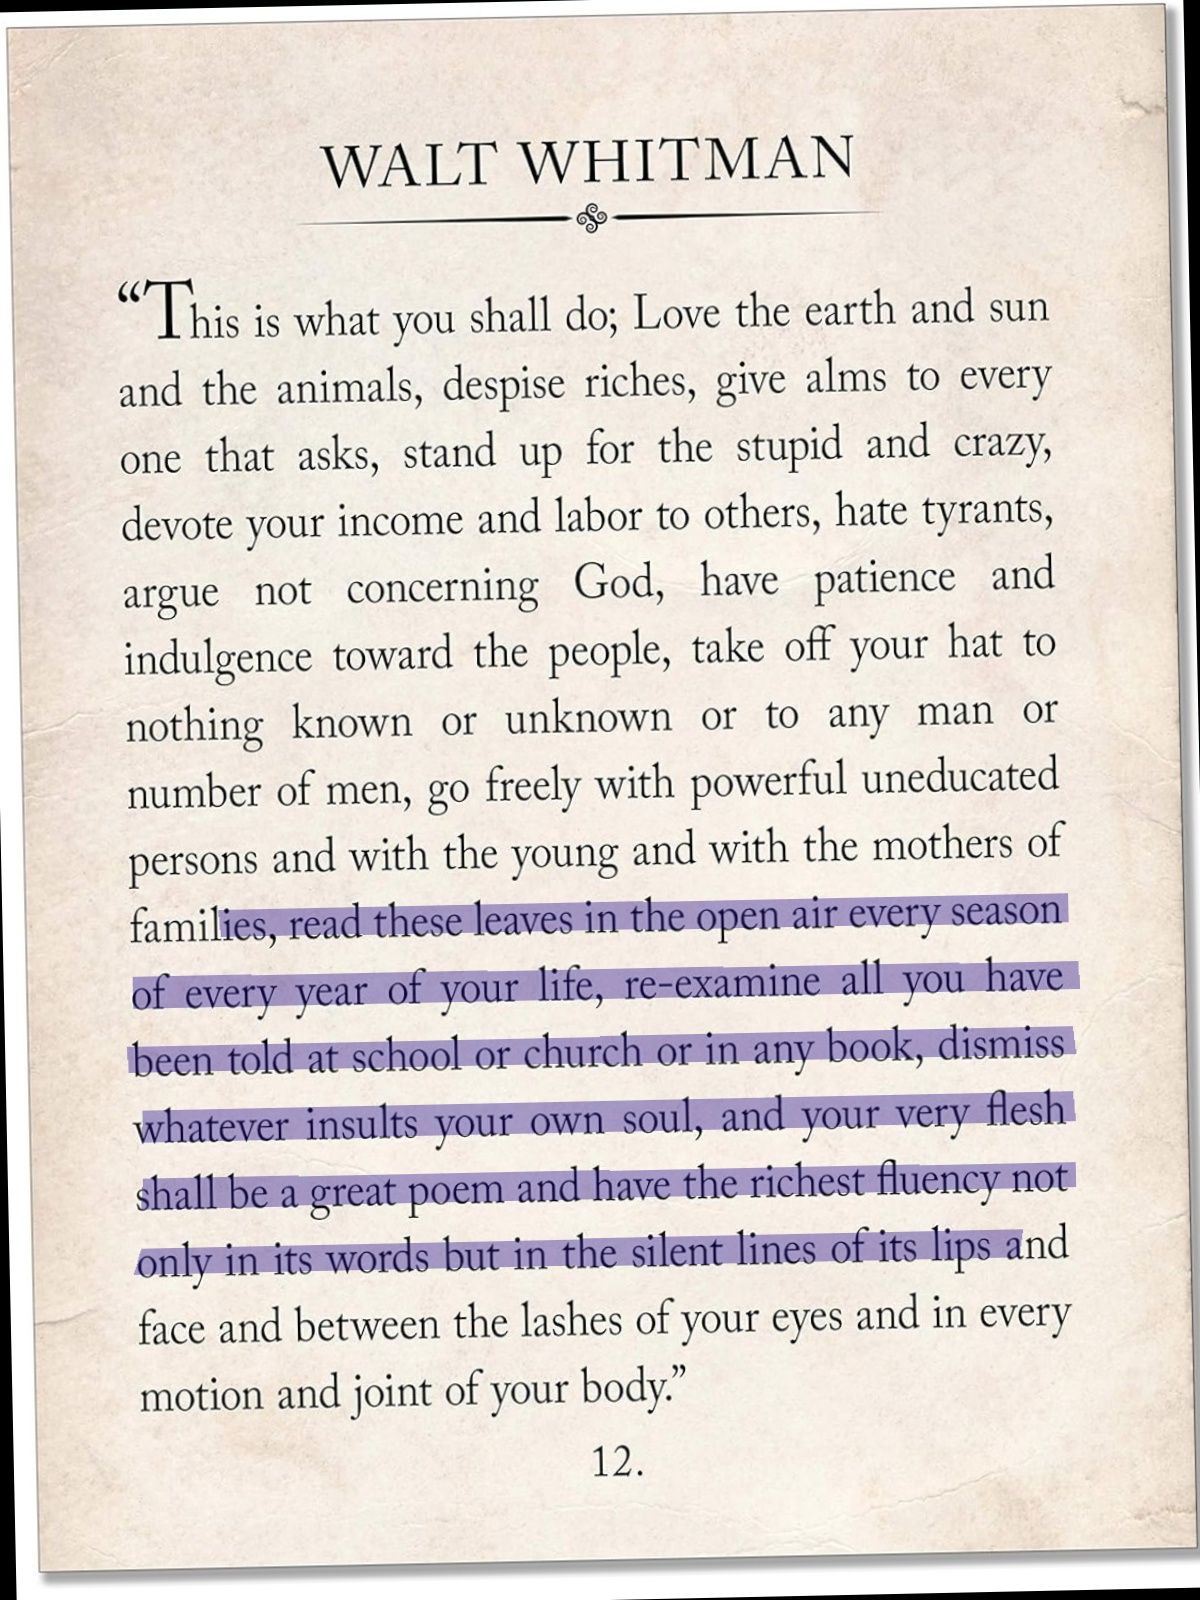 WALT WHITMAN
“This is what you shall do; Love the earth and sun
and the animals, despise riches, give alms to every
one that asks, stand up for the stupid and crazy,
devote your income and labor to others, hate tyrants,
argue not concerning God, have patience and
indulgence toward the people, take off your hat to
nothing known or unknown or to any man or
number of men, go freely with powerful uneducated
persons and with the young and with the mothers of
families, read these leaves in the open air every season
of every year of your life, re-examine all you have
been told at school or church or in any book, dismiss
whatever insults your own soul, and your very flesh
shall be a great poem and have the richest fluency not
only in its words but in the silent lines of its lips and
face and between the lashes of your eyes and in every
motion and joint of your body.”
12.